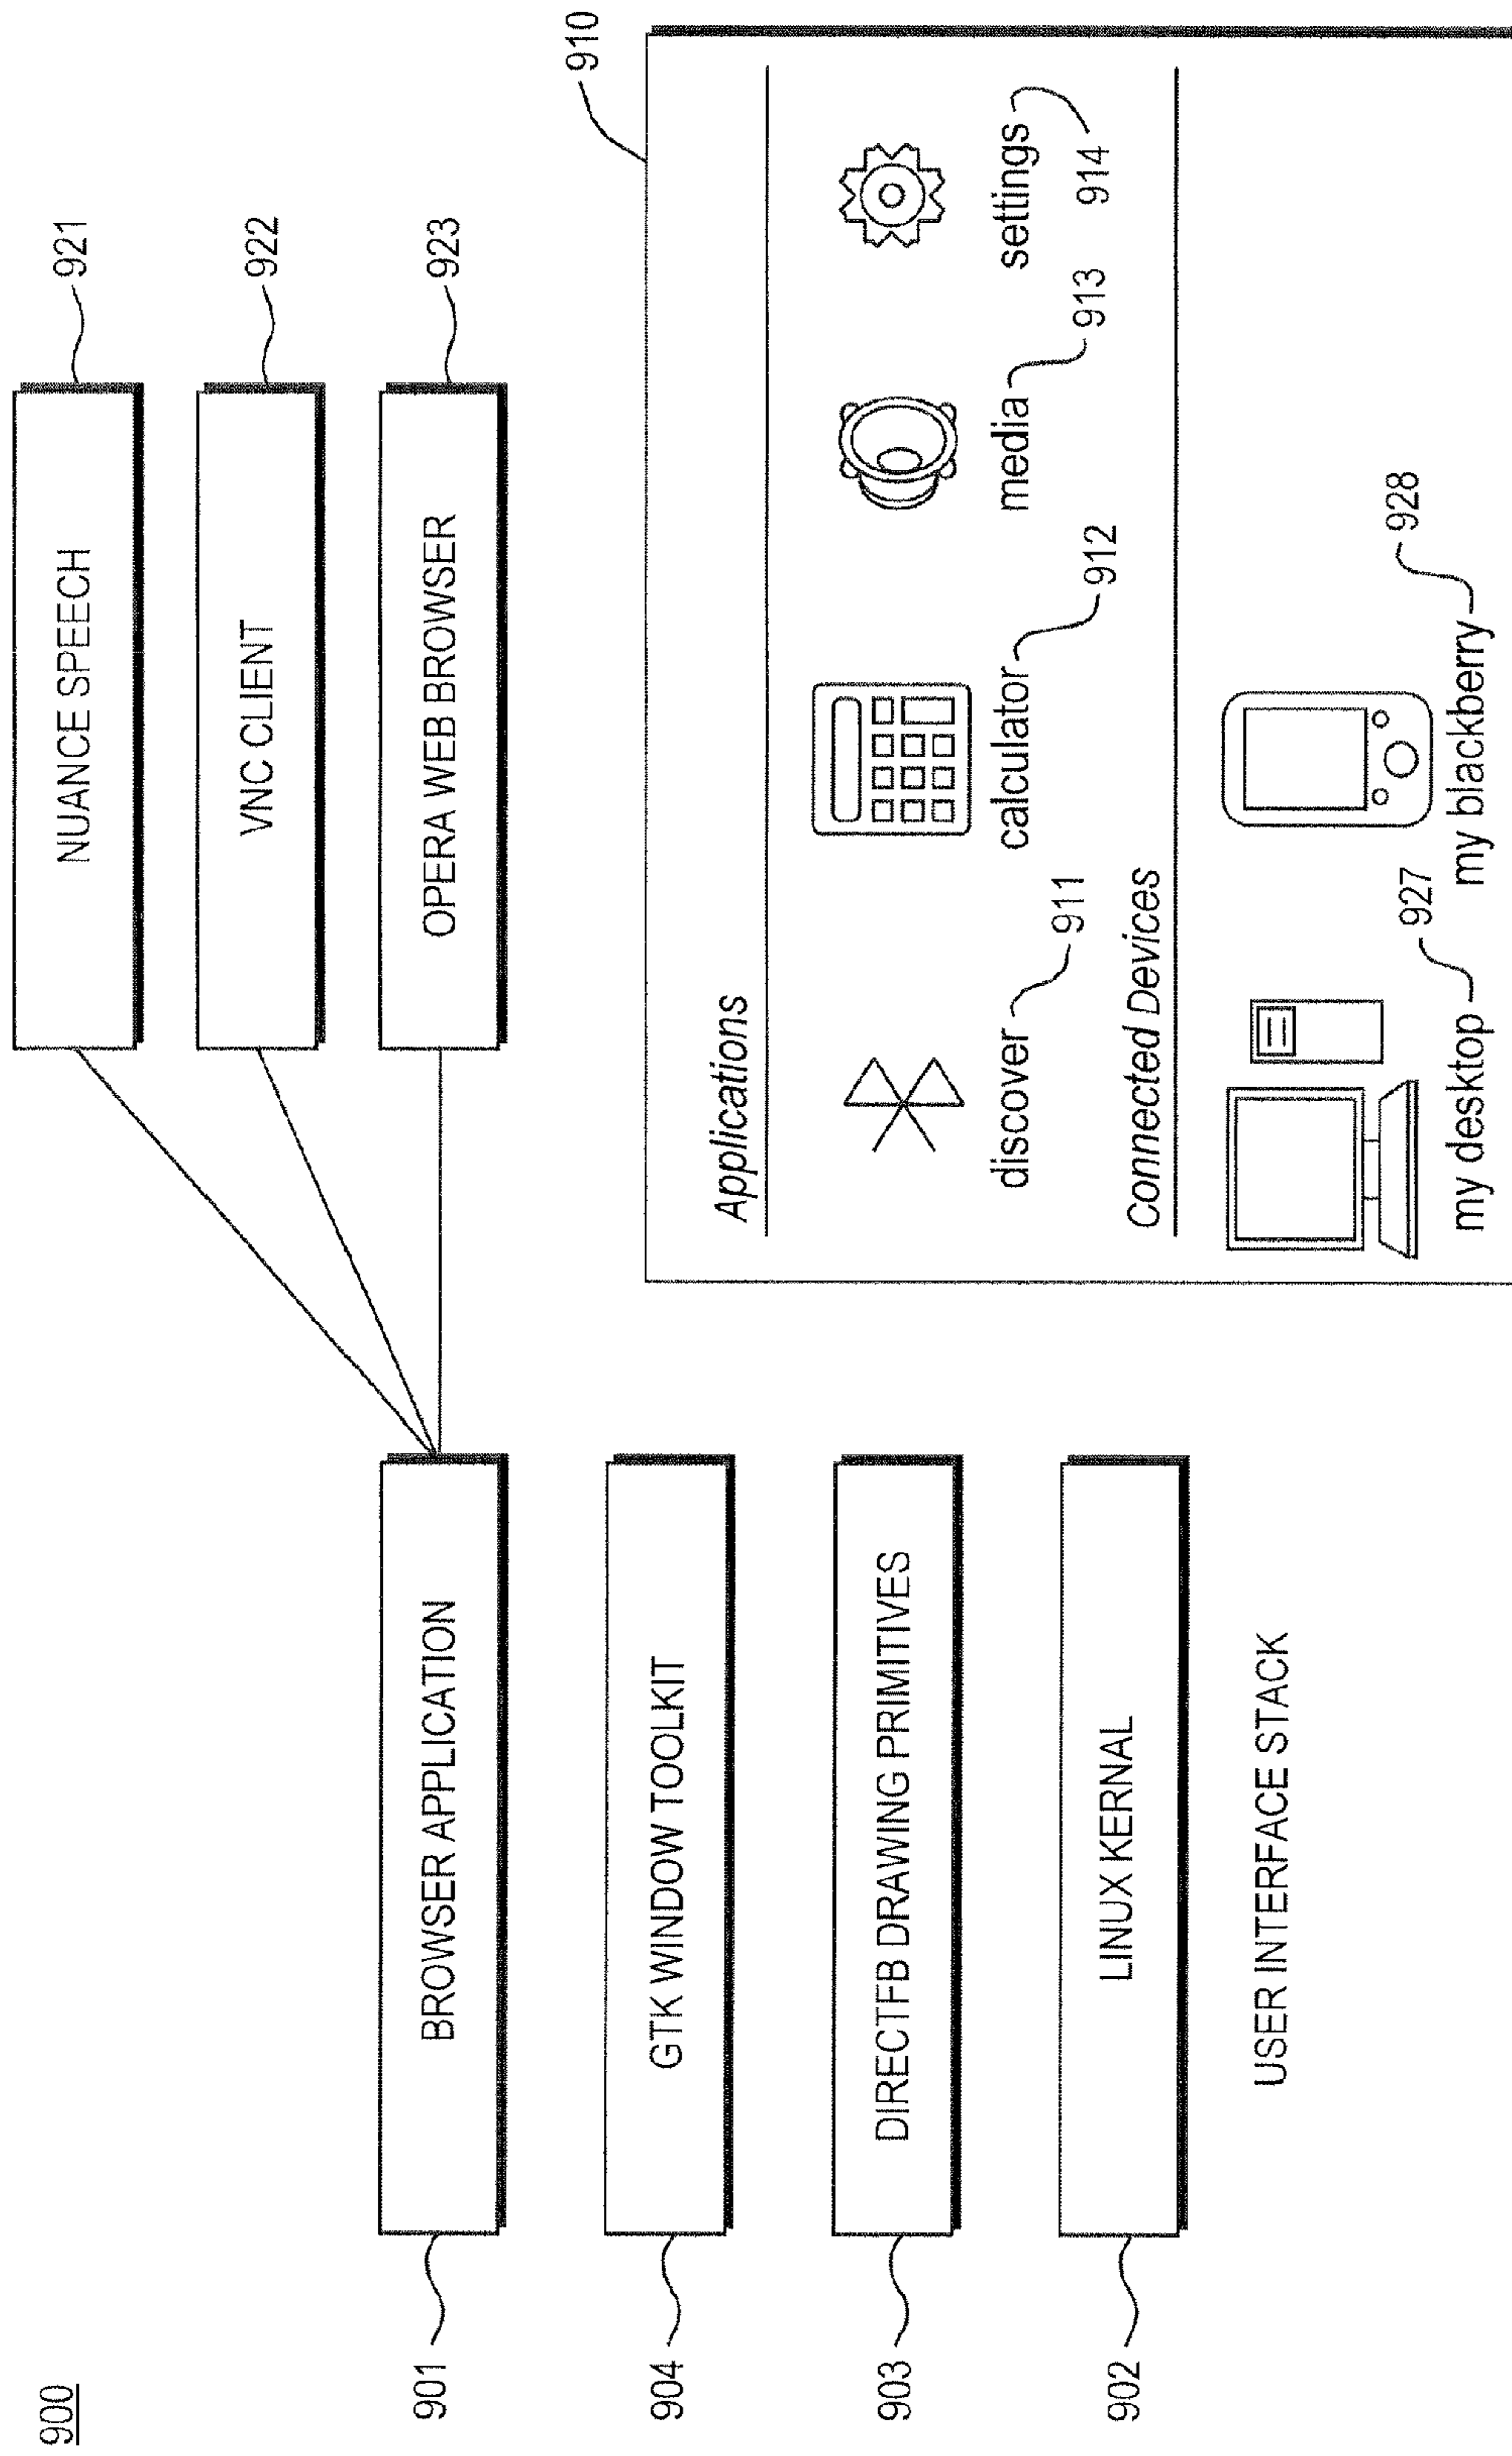 900
NUANCE SPEECH
921
VNC CLIENT
922
901
BROWSER APPLICATION
OPERA WEB BROWSER
923
904
GTK WINDOW TOOLKIT
903
DIRECTFB DRAWING PRIMITIVES
902
LINUX KERNAL
USER INTERFACE STACK
910
Applications
discover
911
calculator
912
media
913
settings
914
Connected Devices
my desktop
927
my blackberry
928